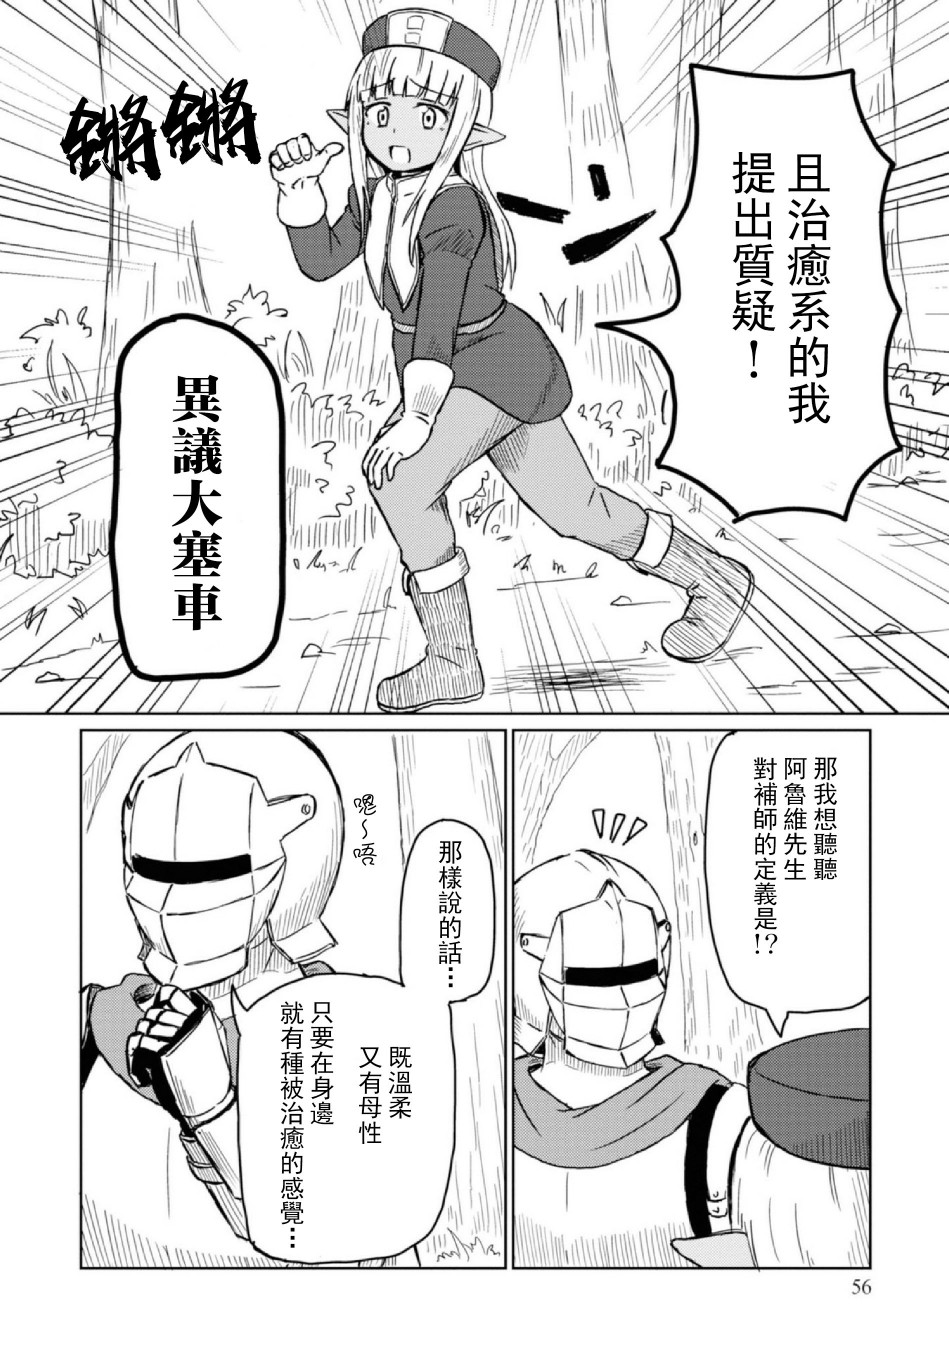 且治癒系的我
提出質疑！
鏘鏘
異議大塞車
那我想聽聽
阿魯維先生
對補師的定義是!?
那樣說的話…
嗯～唔
既溫柔
又有母性
只要在身邊
就有種被治癒的感覺…
56